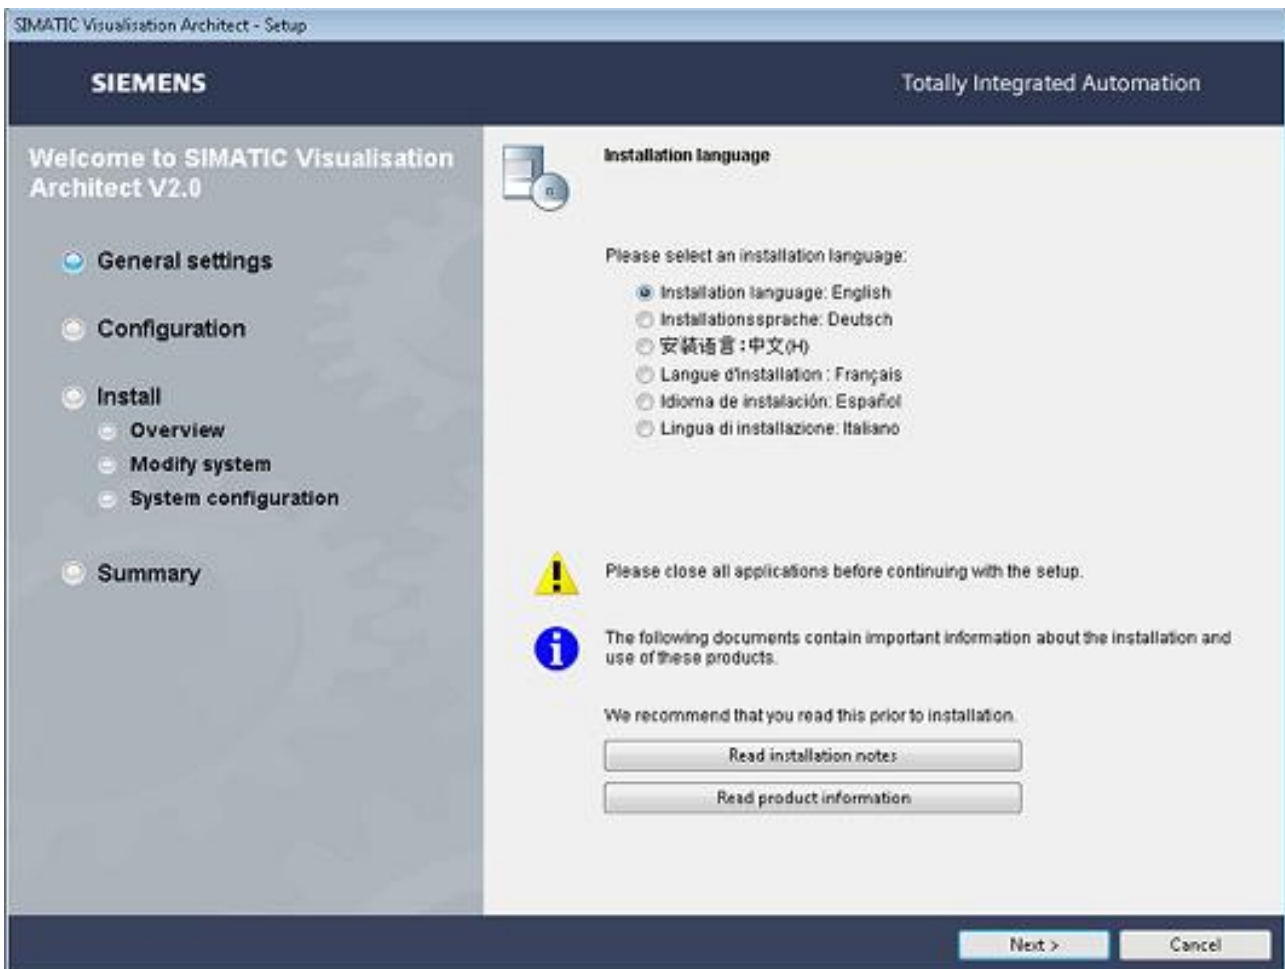 SIMATIC Visualisation Architect - Setup
SIEMENS
Totally Integrated Automation
Welcome to SIMATIC Visualisation
Architect V2.0
General settings
Configuration
Install
Overview
Modify system
System configuration
Summary
Installation language
Please select an installation language:
Installation language: English
Installationssprache: Deutsch
安装语言：中文(H)
Langue d'installation : Français
Idioma de instalación: Español
Lingua di installazione: Italiano
Please close all applications before continuing with the setup.
The following documents contain important information about the installation and
use of these products.
We recommend that you read this prior to installation.
Read installation notes
Read product information
Next >
Cancel